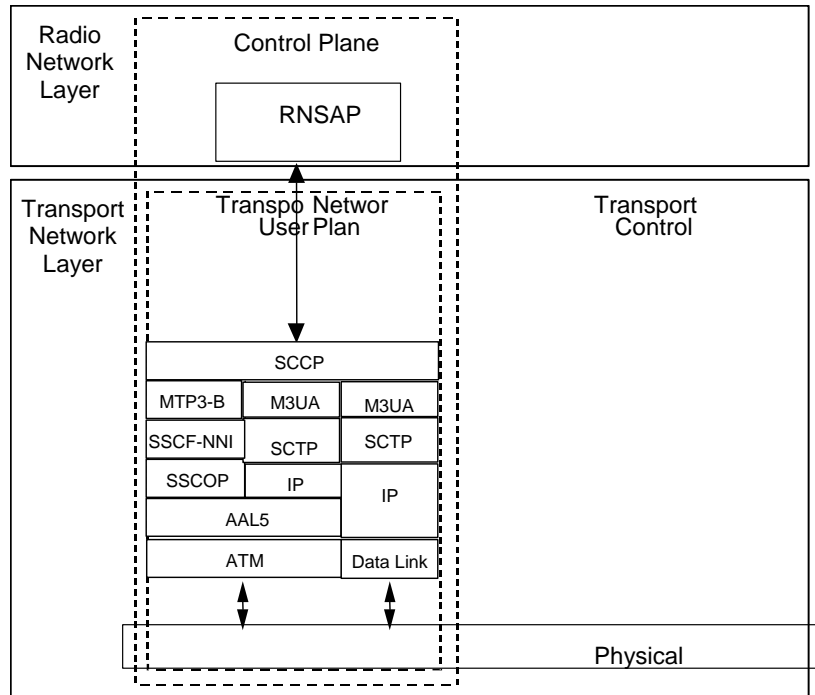 Radio
Network
Layer
Control Plane
RNSAP
Transport
Network
Layer
Transpo Networ
User Plan
Transport
Control
SCCP
MTP3-B
M3UA
M3UA
SSCF-NNI
SCTP
SCTP
SSCOP
IP
IP
AAL5
ATM
Data Link
Physical